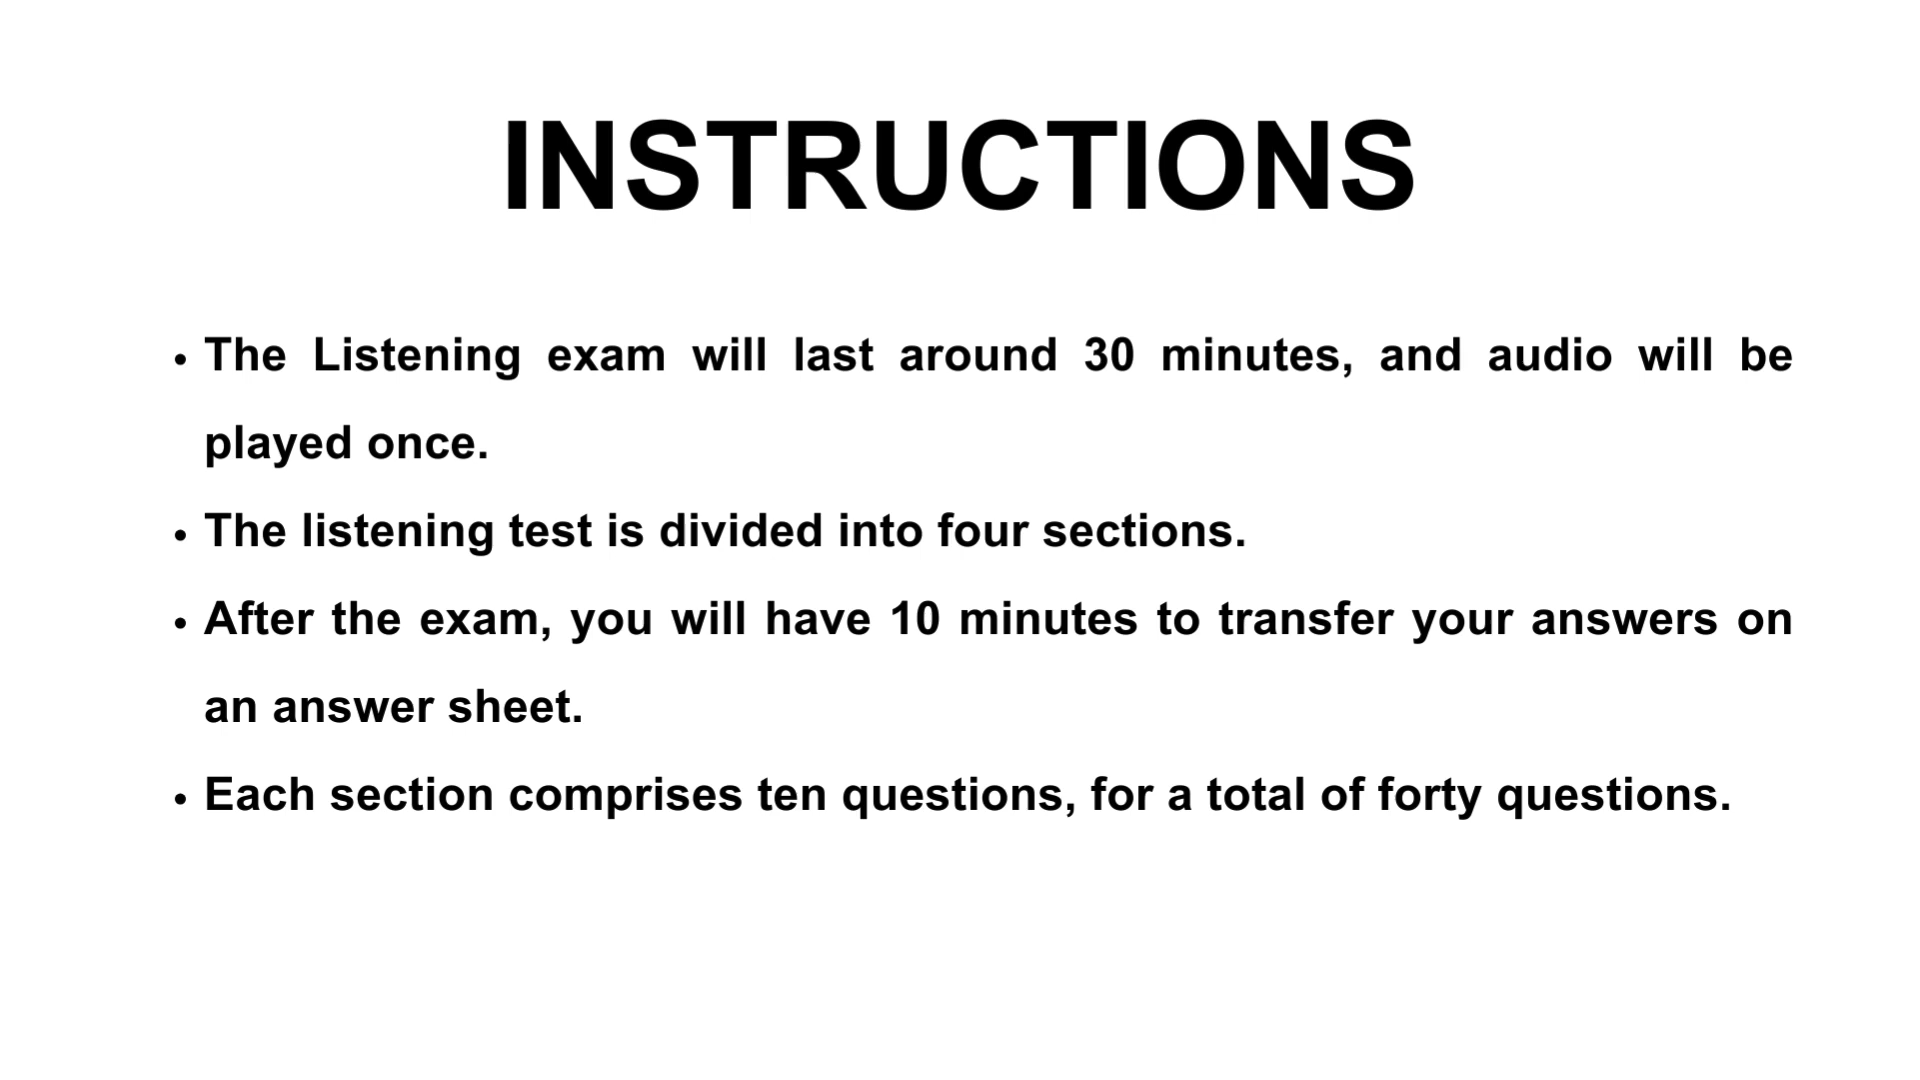 INSTRUCTIONS
• The Listening exam will last around 30 minutes, and audio will be
played once.
• The listening test is divided into four sections.
• After the exam, you will have 10 minutes to transfer your answers on
an answer sheet.
• Each section comprises ten questions, for a total of forty questions.